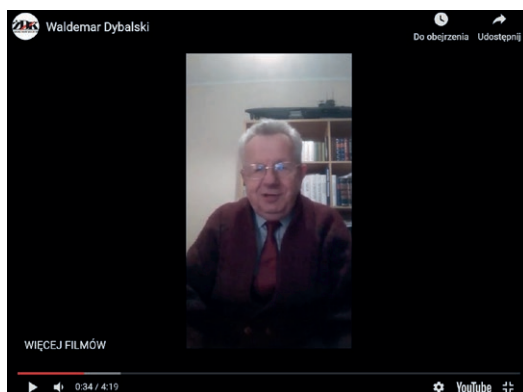 Waldemar Dybalski
Do obejrzenia
Udostępnij
WIĘCEJ FILMÓW
0:34 / 4:19
YouTube